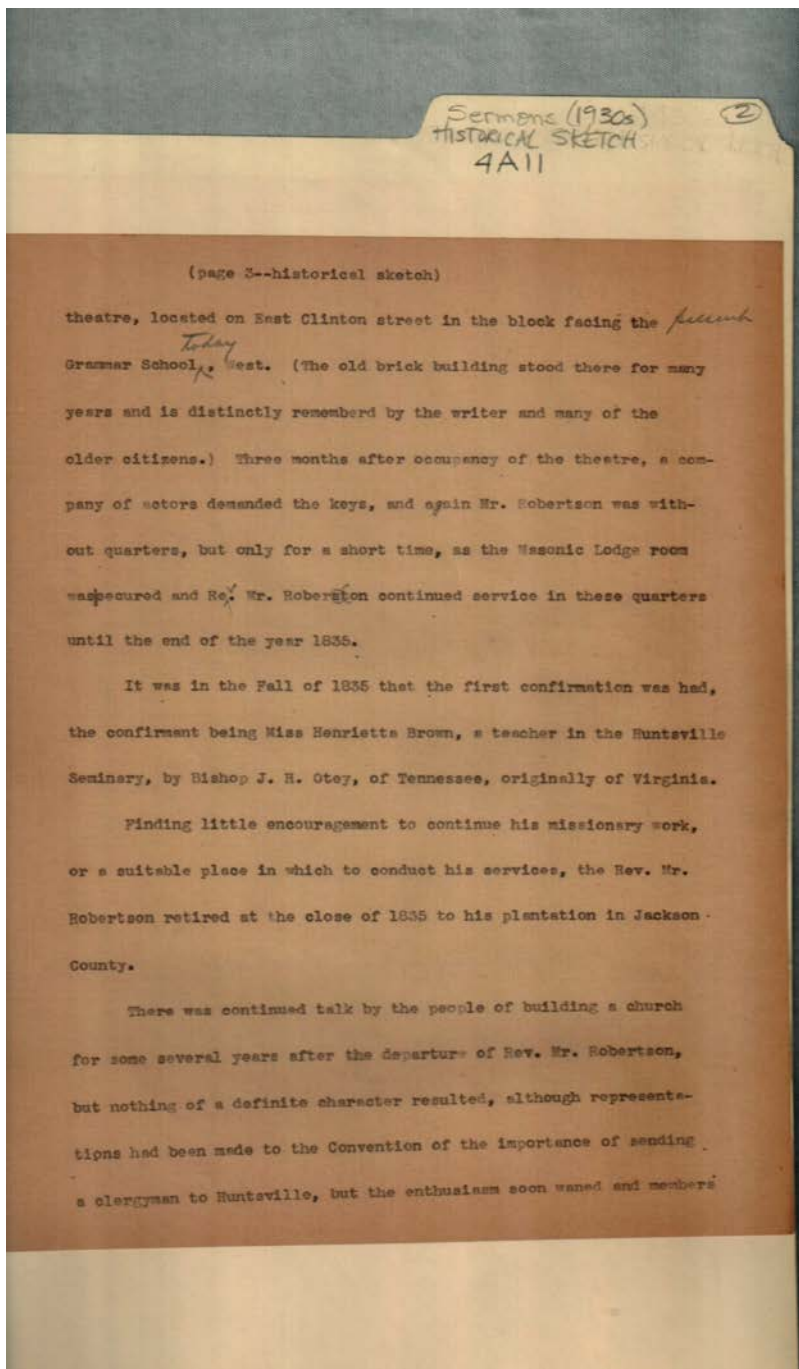 Sermons (1930s) ②
HISTORICAL SKETCH
4A11
(page 3--historical sketch)
theatre, located on East Clinton street in the block facing the present
today
Grammar School, West. (The old brick building stood there for many
years and is distinctly rememberd by the writer and many of the
older citizens.) Three months after occupancy of the theatre, a com-
pany of actors demanded the keys, and again Mr. Robertson was with-
out quarters, but only for a short time, as the Masonic Lodge room
was secured and Rev. Mr. Roberston continued service in these quarters
until the end of the year 1835.
It was in the Fall of 1835 that the first confirmation was had,
the confirmant being Miss Henrietta Brown, a teacher in the Huntsville
Seminary, by Bishop J. H. Otey, of Tennessee, originally of Virginia.
Finding little encouragement to continue his missionary work,
or a suitable place in which to conduct his services, the Rev. Mr.
Robertson retired at the close of 1835 to his plantation in Jackson
County.
There was continued talk by the people of building a church
for some several years after the departure of Rev. Mr. Robertson,
but nothing of a definite character resulted, although representa-
tions had been made to the Convention of the importance of sending
a clergyman to Huntsville, but the enthusiasm soon waned and members